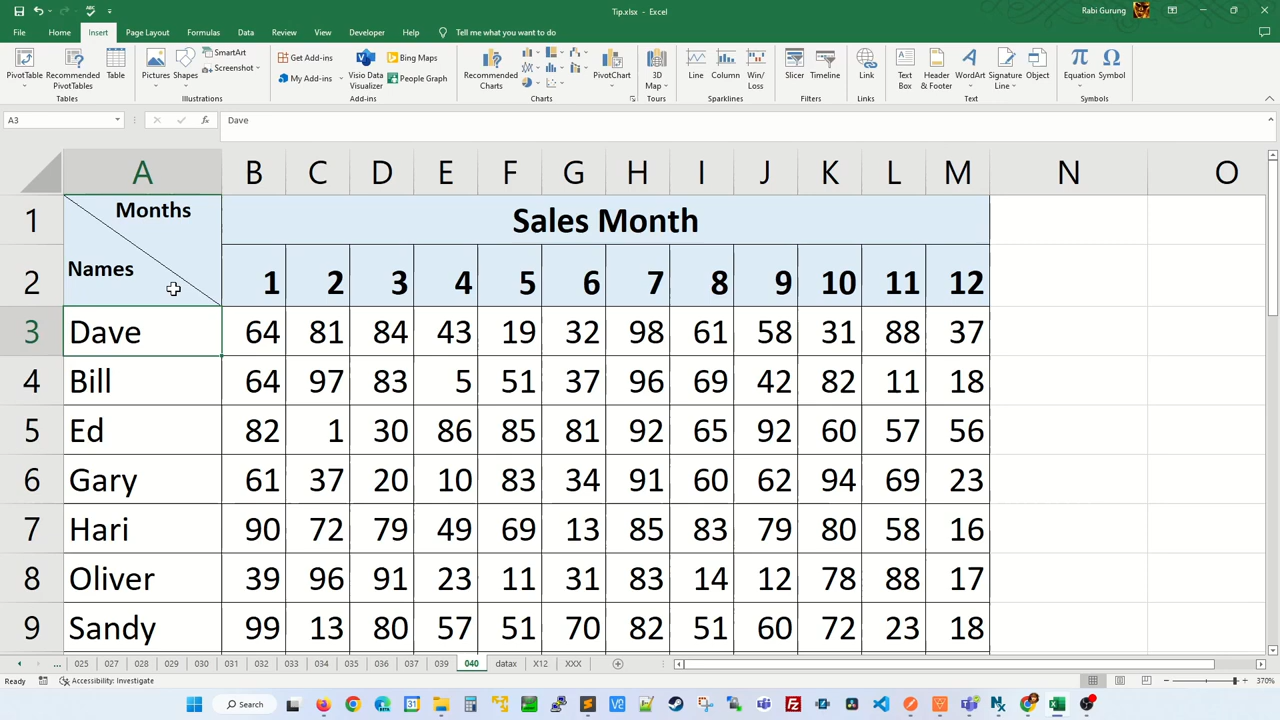 Tip.xlsx - Excel
Rabi Gurung
File Home Insert Page Layout Formulas Data Review View Developer Help Tell me what you want to do
PivotTable
Recommended PivotTables
Table
Tables
Pictures
Shapes
SmartArt
Screenshot
Illustrations
Get Add-ins
My Add-ins
Visio Data Visualizer
Bing Maps
People Graph
Add-ins
Recommended Charts
PivotChart
Charts
3D Map
Tours
Line
Column
Win/Loss
Sparklines
Slicer
Timeline
Filters
Link
Links
Text Box
Header & Footer
WordArt
Signature Line
Object
Text
Equation
Symbol
Symbols
A3
fx
Dave
A B C D E F G H I J K L M N O
1 Months Sales Month
2 Names 1 2 3 4 5 6 7 8 9 10 11 12
3 Dave 64 81 84 43 19 32 98 61 58 31 88 37
4 Bill 64 97 83 5 51 37 96 69 42 82 11 18
5 Ed 82 1 30 86 85 81 92 65 92 60 57 56
6 Gary 61 37 20 10 83 34 91 60 62 94 69 23
7 Hari 90 72 79 49 69 13 85 83 79 80 58 16
8 Oliver 39 96 91 23 11 31 83 14 12 78 88 17
9 Sandy 99 13 80 57 51 70 82 51 60 72 23 18
... 025 027 028 029 030 031 032 033 034 035 036 037 039 040 datax X12 XXX
Ready Accessibility: Investigate 370%
Search